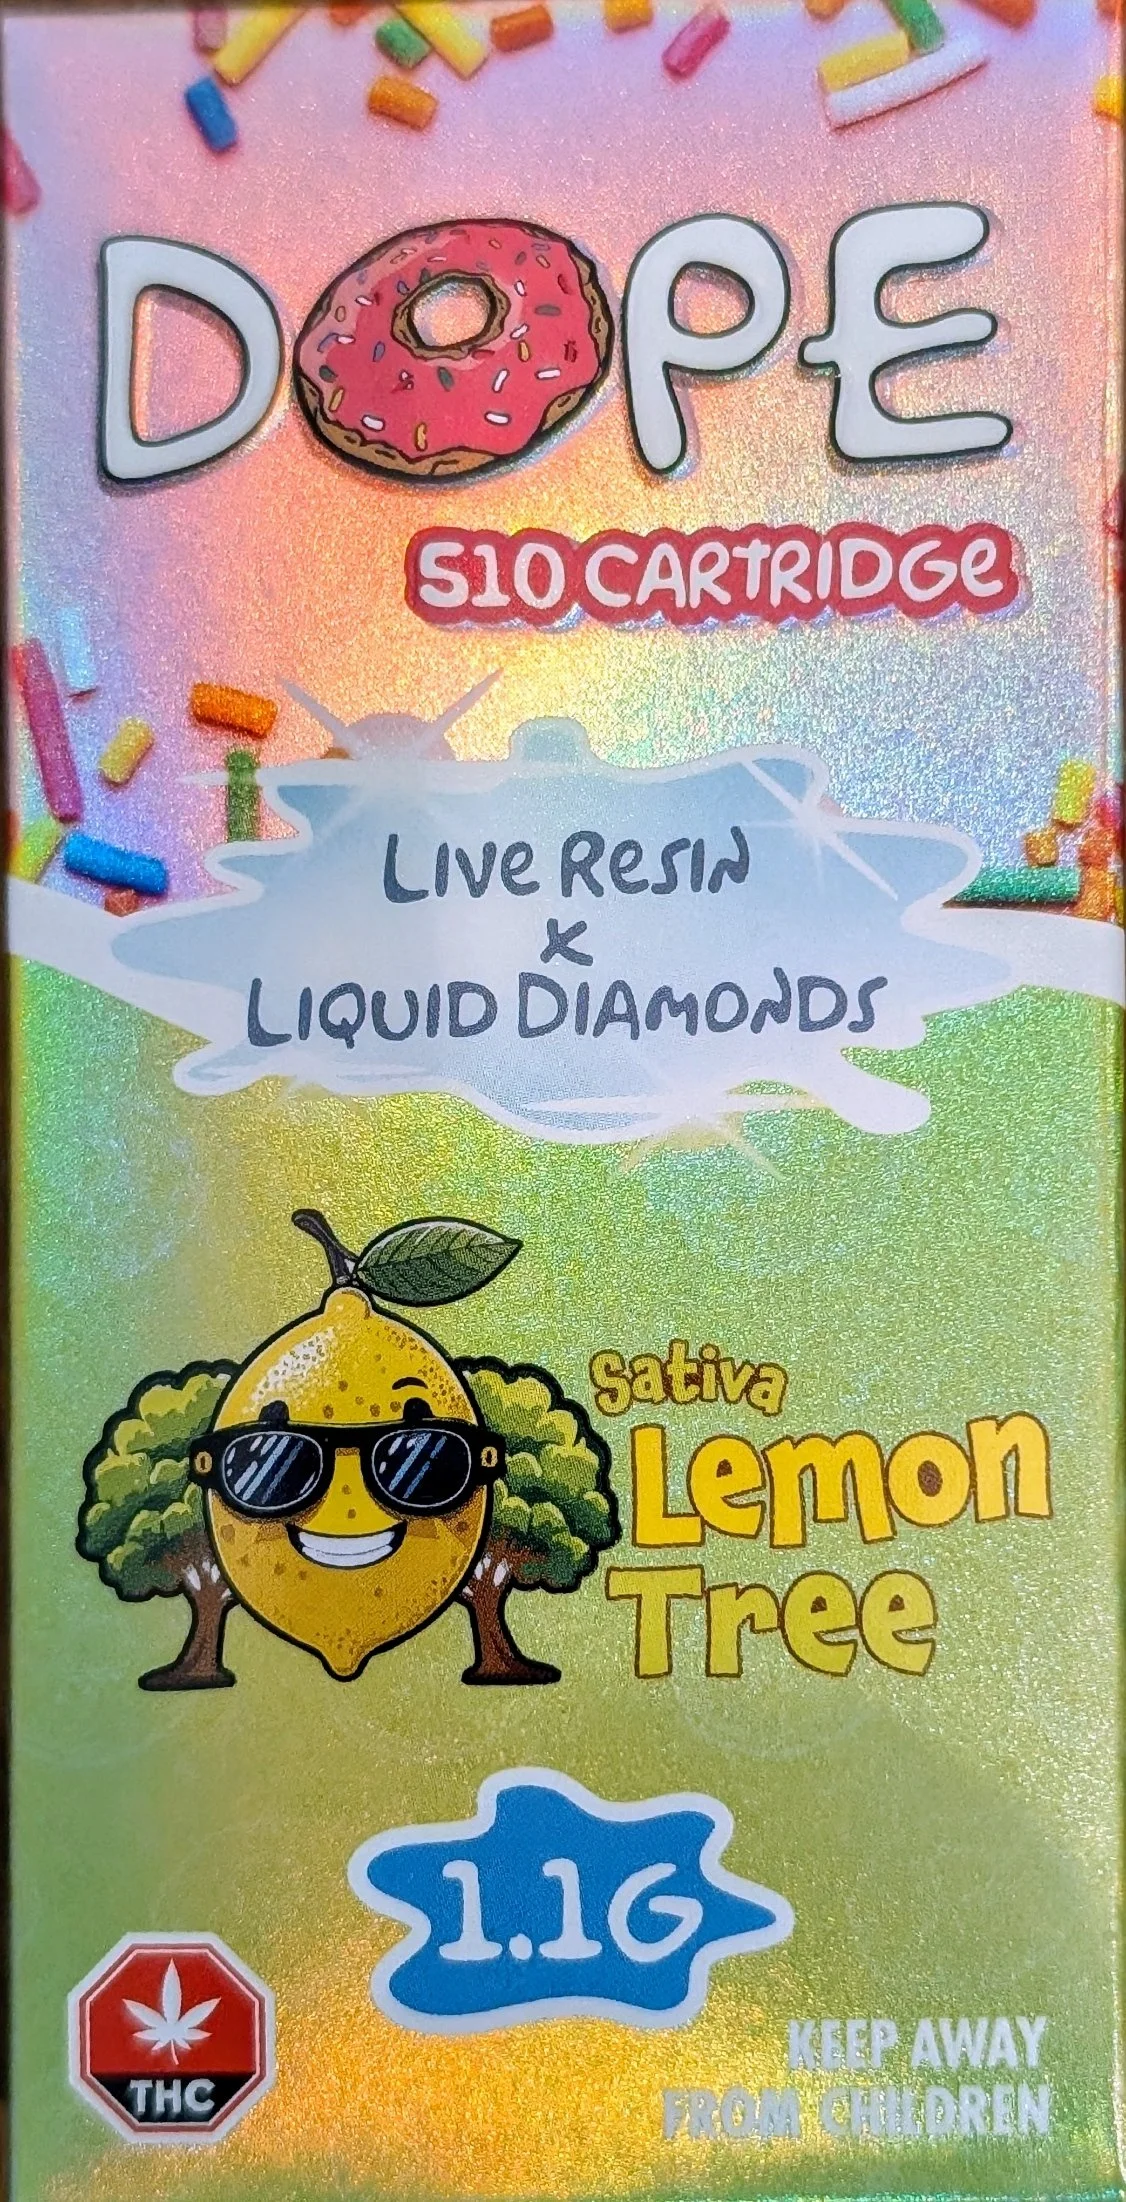 DOPE
510 CARTRIDGE
LIVE RESIN
X
LIQUID DIAMONDS
Sativa
Lemon
Tree
1.1G
THC
KEEP AWAY
FROM CHILDREN